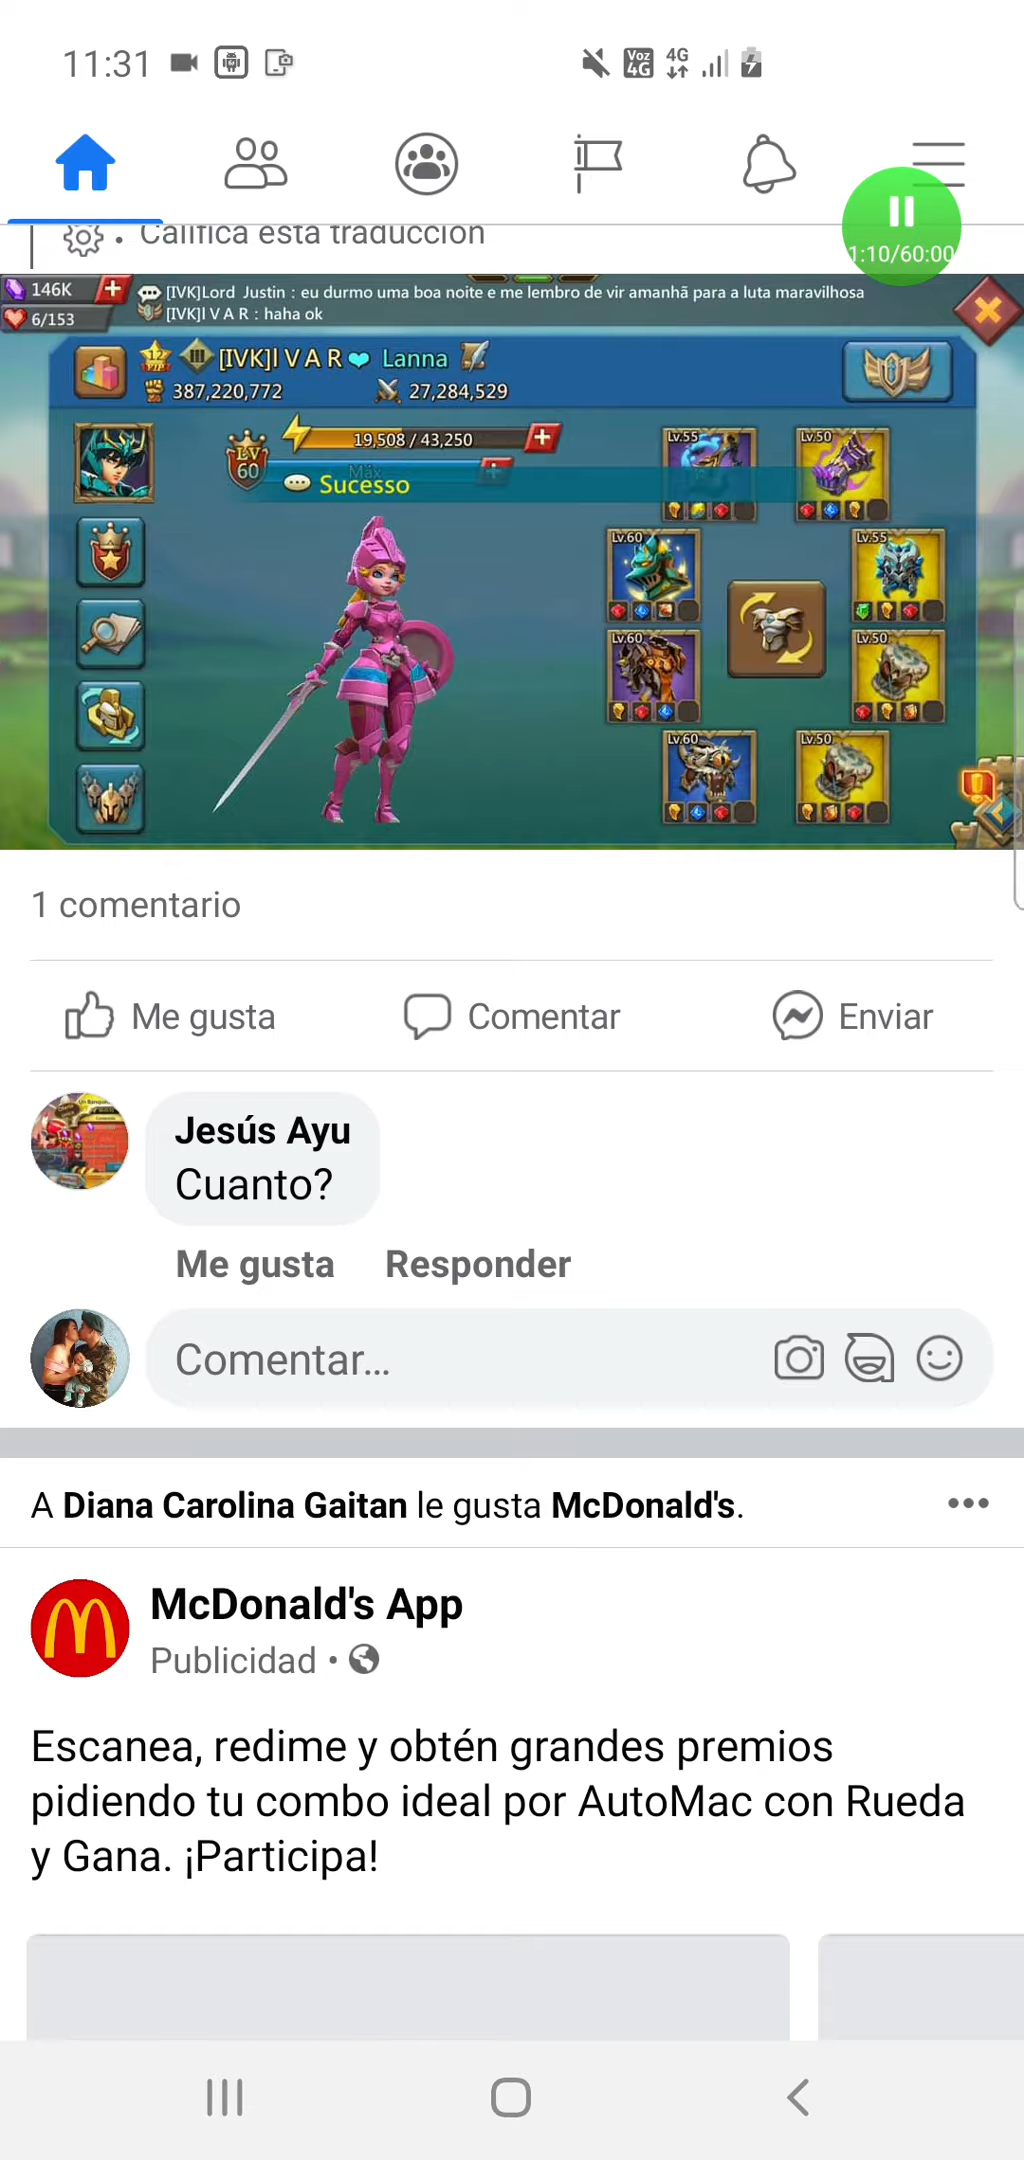 11:31
Voz 4G 4G
Califica esta traducción
1:10/60:00
146K
[IVK]Lord Justin : eu durmo uma boa noite e me lembro de vir amanhã para a luta maravilhosa
6/153
[IVK]I V A R : haha ok
12
[IVK]I V A R Lanna
387,220,772 27,284,529
LV 60
19,508 / 43,250
Máx
Sucesso
Lv.55 Lv.50
Lv.60 Lv.55
Lv.60 Lv.50
Lv.60 Lv.50
1 comentario
Me gusta Comentar Enviar
Jesús Ayu
Cuanto?
Me gusta Responder
Comentar...
A Diana Carolina Gaitan le gusta McDonald's.
McDonald's App
Publicidad
Escanea, redime y obtén grandes premios
pidiendo tu combo ideal por AutoMac con Rueda
y Gana. ¡Participa!